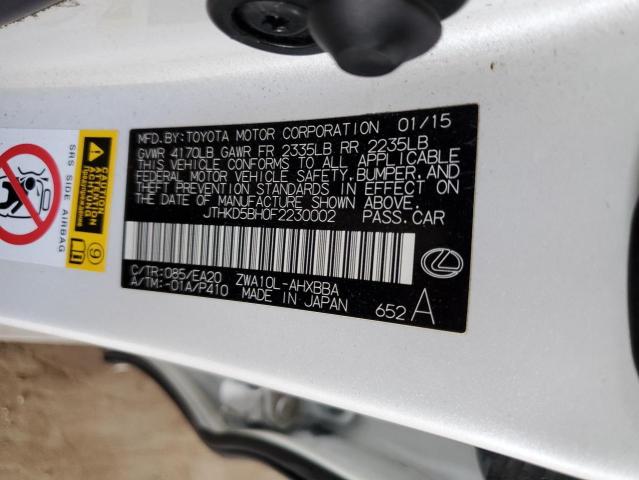 MFD.BY:TOYOTA MOTOR CORPORATION 01/15
GVWR 4170LB GAWR FR 2335LB RR 2235LB
THIS VEHICLE CONFORMS TO ALL APPLICABLE
FEDERAL MOTOR VEHICLE SAFETY,BUMPER,AND
THEFT PREVENTION STANDARDS IN EFFECT ON
THE DATE OF MANUFACTURE SHOWN ABOVE.
JTHKD5BH0F2230002 PASS.CAR
C/TR:085/EA20 ZWA10L-AHXBBA
A/TM:-01A/P410 MADE IN JAPAN
652 A
SRS SIDE AIRBAG
9